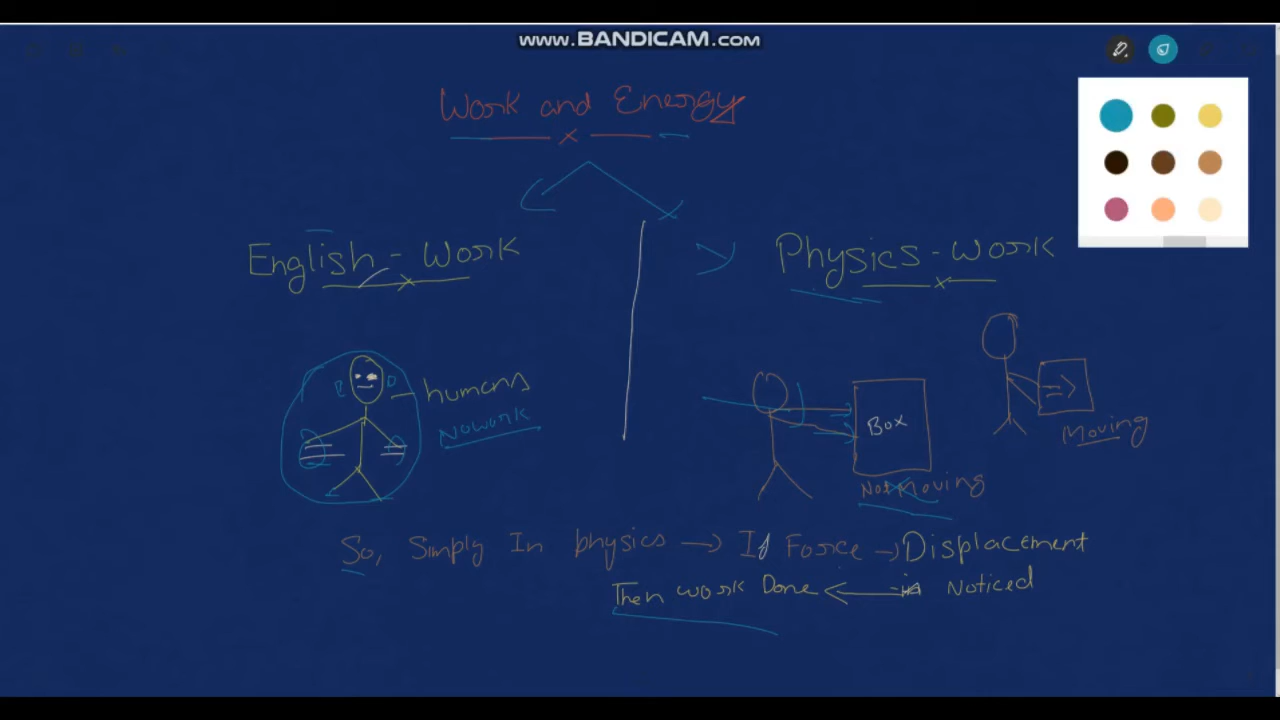 www.BANDICAM.com
Work and Energy
English - Work
Physics - Work
humans
Nowork
Box
Not Moving
Moving
So, Simply In physics → If Force → Displacement
Then work Done ← is Noticed